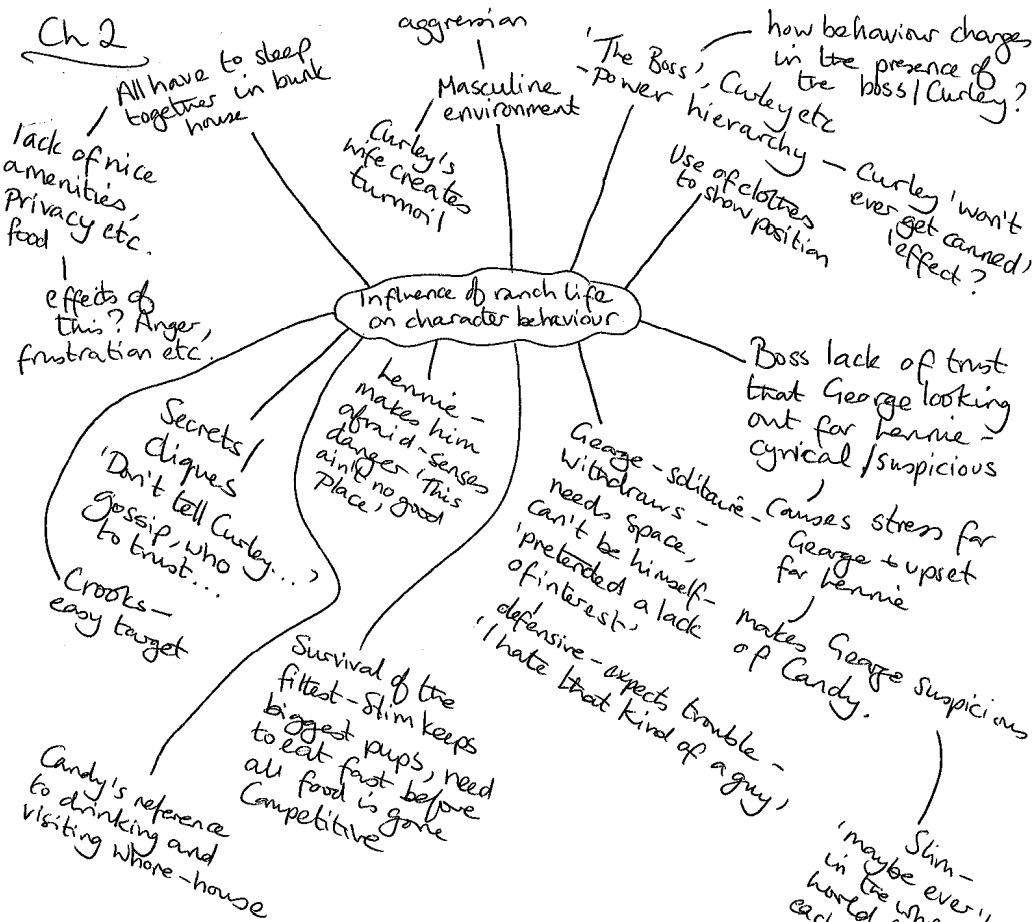 Ch 2
All have to sleep
together in bunk
house
lack of nice
amenities,
Privacy etc.
food
effects of
this? Anger,
frustration etc.
aggression
Masculine
environment
Curley's
wife creates
turmoil
'The Boss', Curley etc
-power hierarchy
how behaviour changes
in the presence of
the boss/Curley?
Curley 'won't
ever get canned'
effect?
Use of clothes
to show position
Influence of ranch life
on character behaviour
Boss lack of trust
that George looking
out for Lennie -
cynical/suspicious
Causes stress for
George + upset
for Lennie
makes George suspicious
of Candy.
Slim-
'maybe ever'
in the
world
George - solitaire -
withdraws -
needs space,
can't be himself-
'pretended a lack
of interest'
defensive-expects trouble-
'I hate that kind of a guy'
Lennie -
makes him
afraid-senses
danger 'This
ain't no good
Place'
Survival of the
fittest-Slim keeps
biggest pups, need
to eat fast before
all food is gone
Competitive
Secrets
cliques
'Don't tell Curley...'
gossip, who
to trust...
Crooks-
easy target
Candy's reference
to drinking and
visiting whore-house